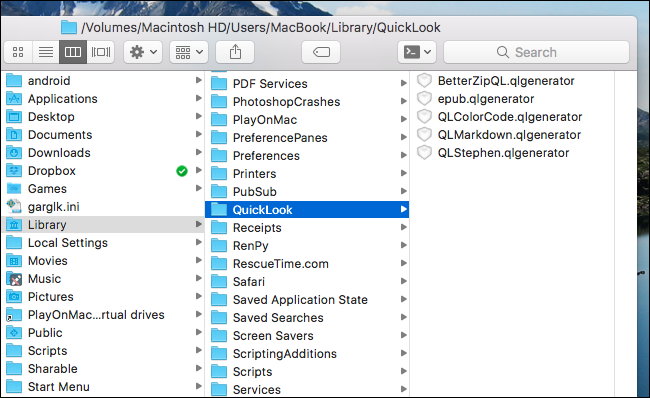 /Volumes/Macintosh HD/Users/MacBook/Library/QuickLook
Search
android
Applications
Desktop
Documents
Downloads
Dropbox
Games
garglk.ini
Library
Local Settings
Movies
Music
Pictures
PlayOnMac...rtual drives
Public
Scripts
Sharable
Start Menu
PDF Services
PhotoshopCrashes
PlayOnMac
PreferencePanes
Preferences
Printers
PubSub
QuickLook
Receipts
RenPy
RescueTime.com
Safari
Saved Application State
Saved Searches
Screen Savers
ScriptingAdditions
Scripts
Services
BetterZipQL.qlgenerator
epub.qlgenerator
QLColorCode.qlgenerator
QLMarkdown.qlgenerator
QLStephen.qlgenerator